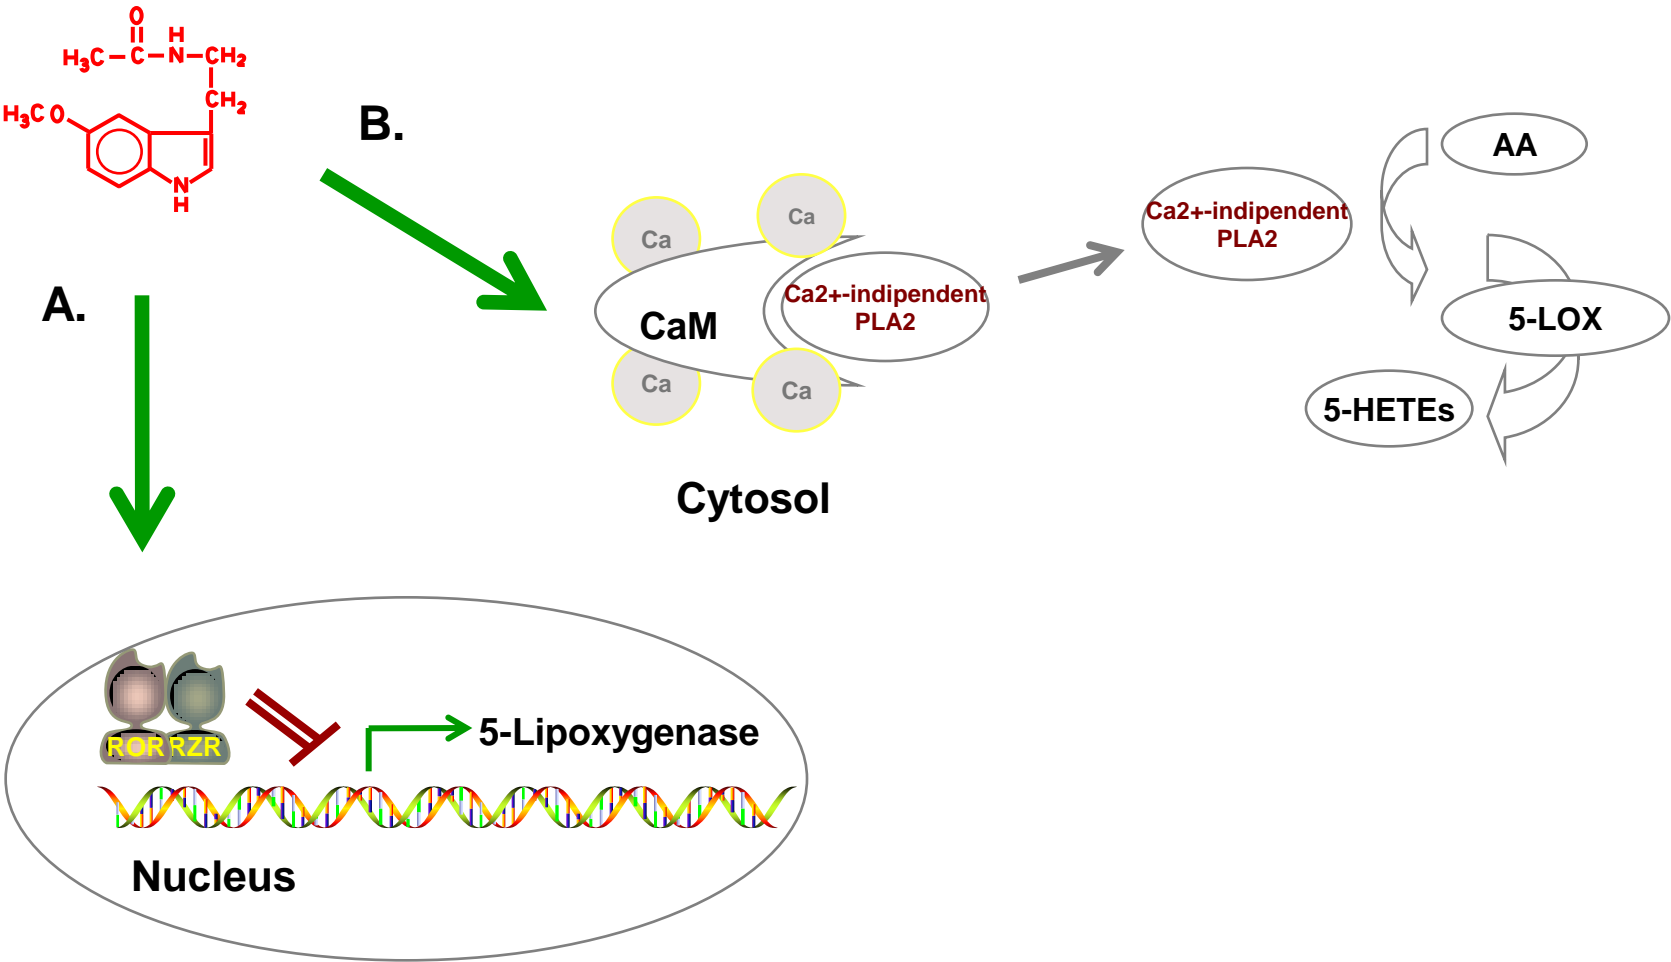 O
H
H₃C C N CH₂
CH₂
H₃C O
N
H
B.
A.
Ca
Ca
CaM
Ca2+-indipendent
PLA2
Ca
Ca
Cytosol
Ca2+-indipendent
PLA2
AA
5-LOX
5-HETEs
ROR RZR
5-Lipoxygenase
Nucleus